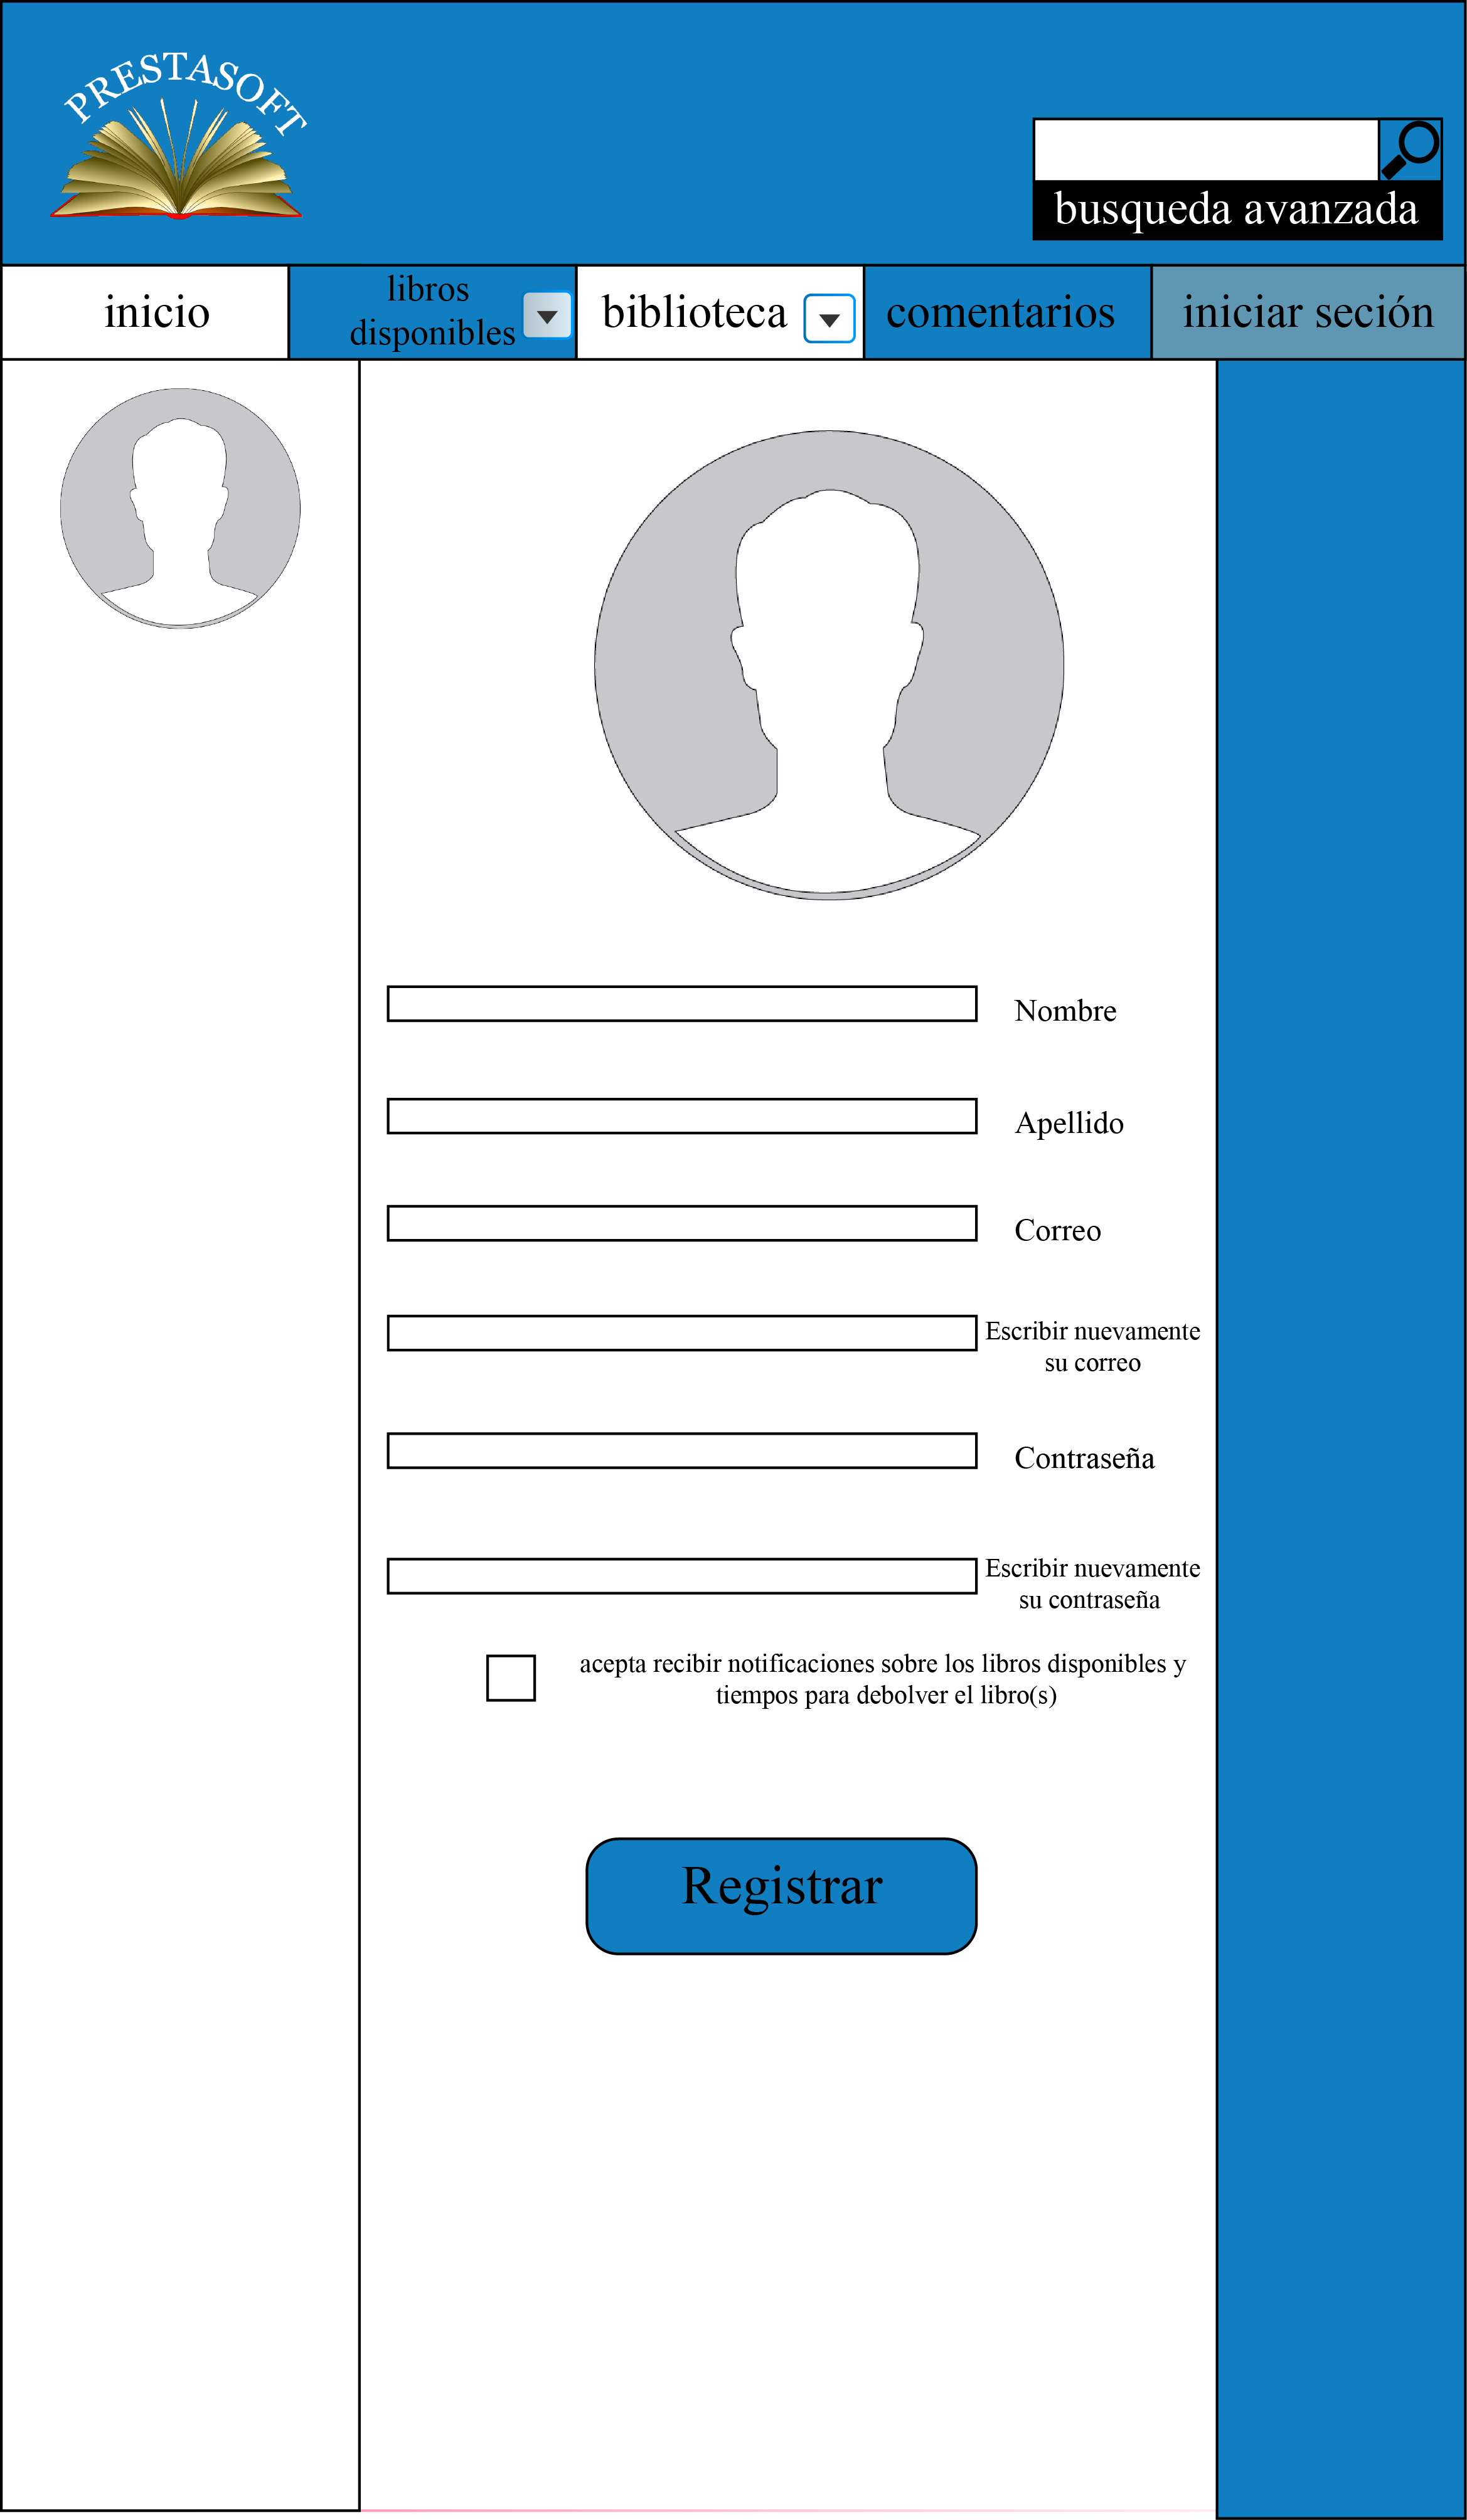 PRESTASOFT
busqueda avanzada
inicio
libros
disponibles
biblioteca
comentarios
iniciar seción
Nombre
Apellido
Correo
Escribir nuevamente
su correo
Contraseña
Escribir nuevamente
su contraseña
acepta recibir notificaciones sobre los libros disponibles y
tiempos para debolver el libro(s)
Registrar